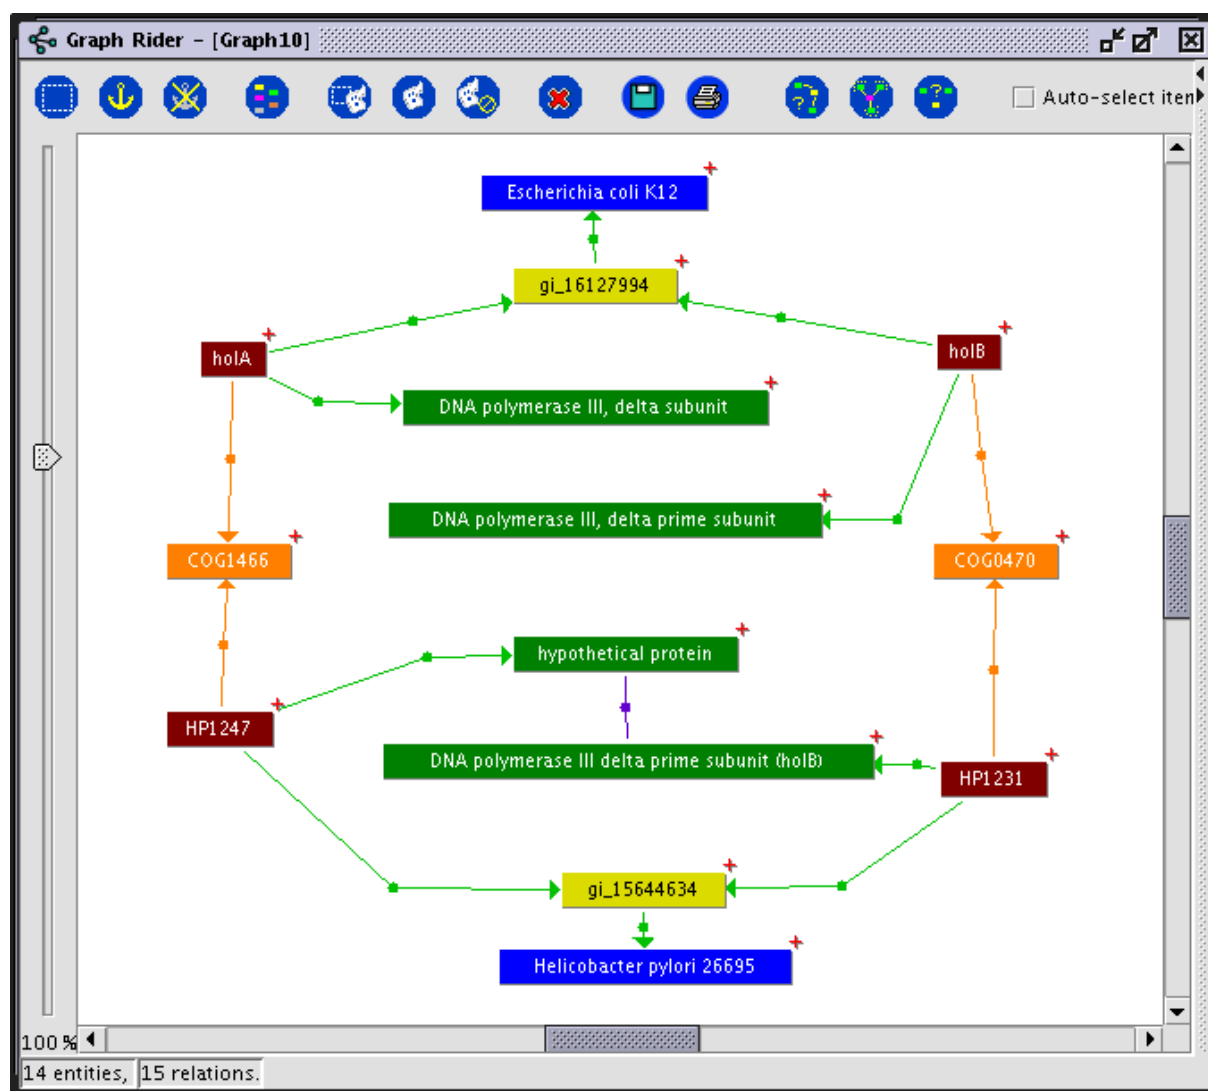 Graph Rider - [Graph10]
Auto-select iten
Escherichia coli K12
gi_16127994
holA
holB
DNA polymerase III, delta subunit
DNA polymerase III, delta prime subunit
COG1466
COG0470
hypothetical protein
HP1247
DNA polymerase III delta prime subunit (holB)
HP1231
gi_15644634
Helicobacter pylori 26695
100 %
14 entities, 15 relations.